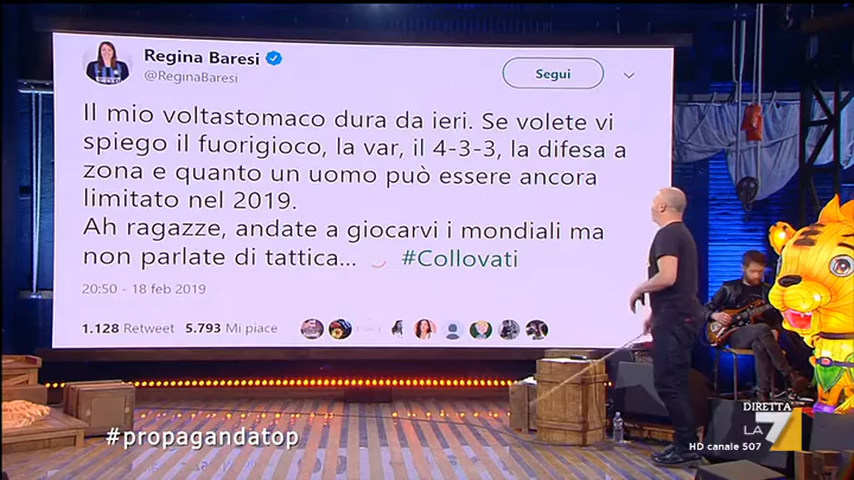 Regina Baresi
@ReginaBaresi
Segui
Il mio voltastomaco dura da ieri. Se volete vi
spiego il fuorigioco, la var, il 4-3-3, la difesa a
zona e quanto un uomo può essere ancora
limitato nel 2019.
Ah ragazze, andate a giocarvi i mondiali ma
non parlate di tattica... #Collovati
20:50 - 18 feb 2019
1.128 Retweet 5.793 Mi piace
#propagandatop
DIRETTA
LA 7
HD canale 507